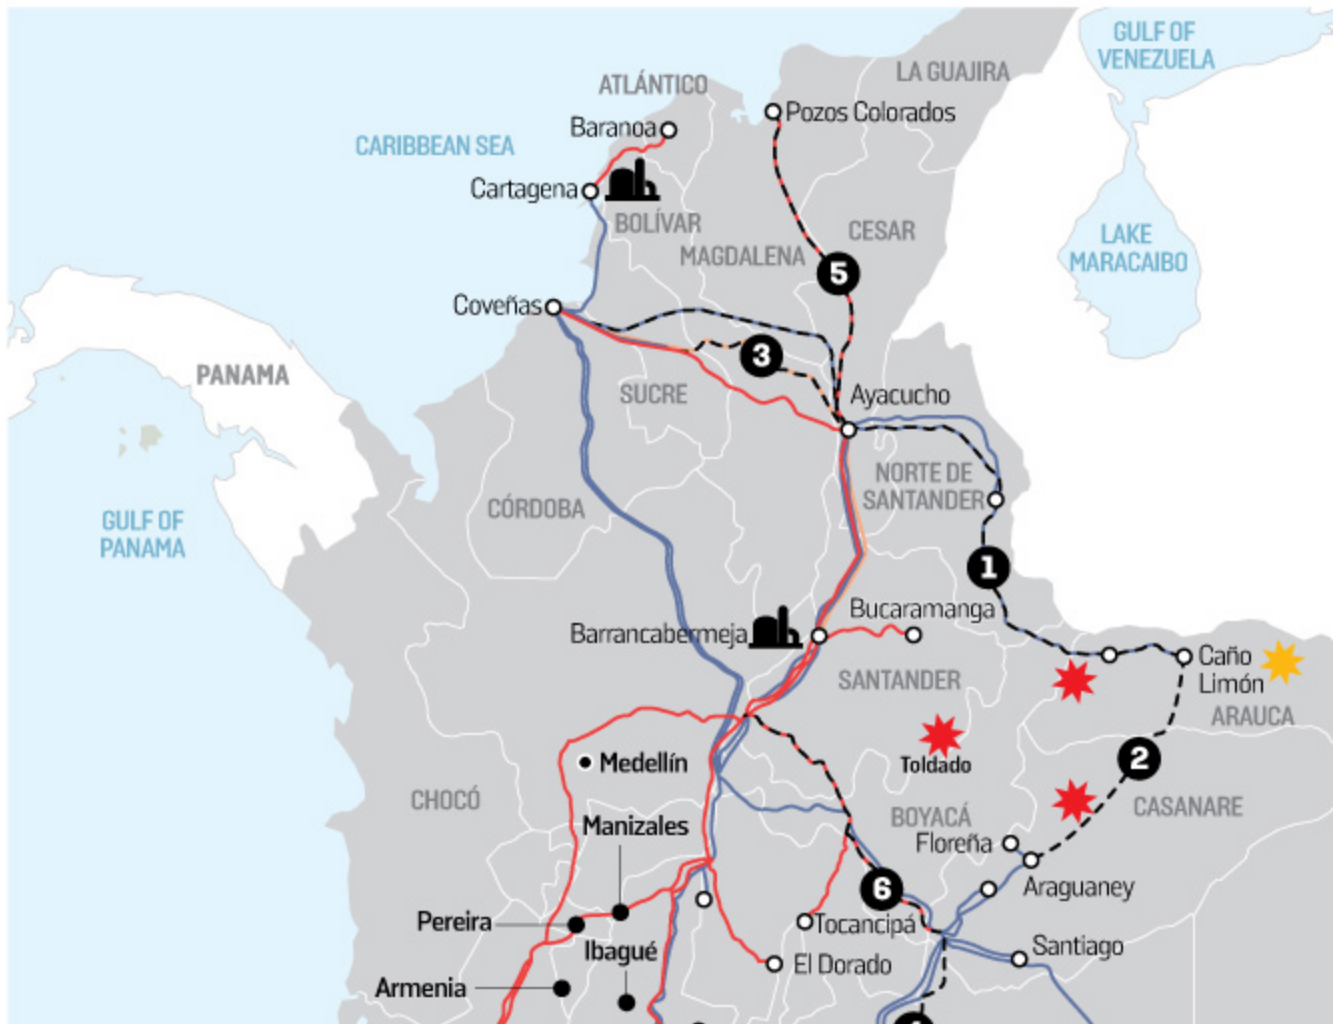 GULF OF
VENEZUELA
LA GUAJIRA
ATLÁNTICO
Pozos Colorados
Baranoa
CARIBBEAN SEA
Cartagena
BOLÍVAR
CESAR
LAKE
MARACAIBO
MAGDALENA
5
Coveñas
3
PANAMA
SUCRE
Ayacucho
NORTE DE
SANTANDER
CÓRDOBA
GULF OF
PANAMA
1
Bucaramanga
Barrancabermeja
Caño
Limón
SANTANDER
ARAUCA
2
Toldado
Medellín
CHOCÓ
CASANARE
BOYACÁ
Manizales
Floreña
6
Araguaney
Pereira
Tocancipá
Ibagué
Santiago
El Dorado
Armenia